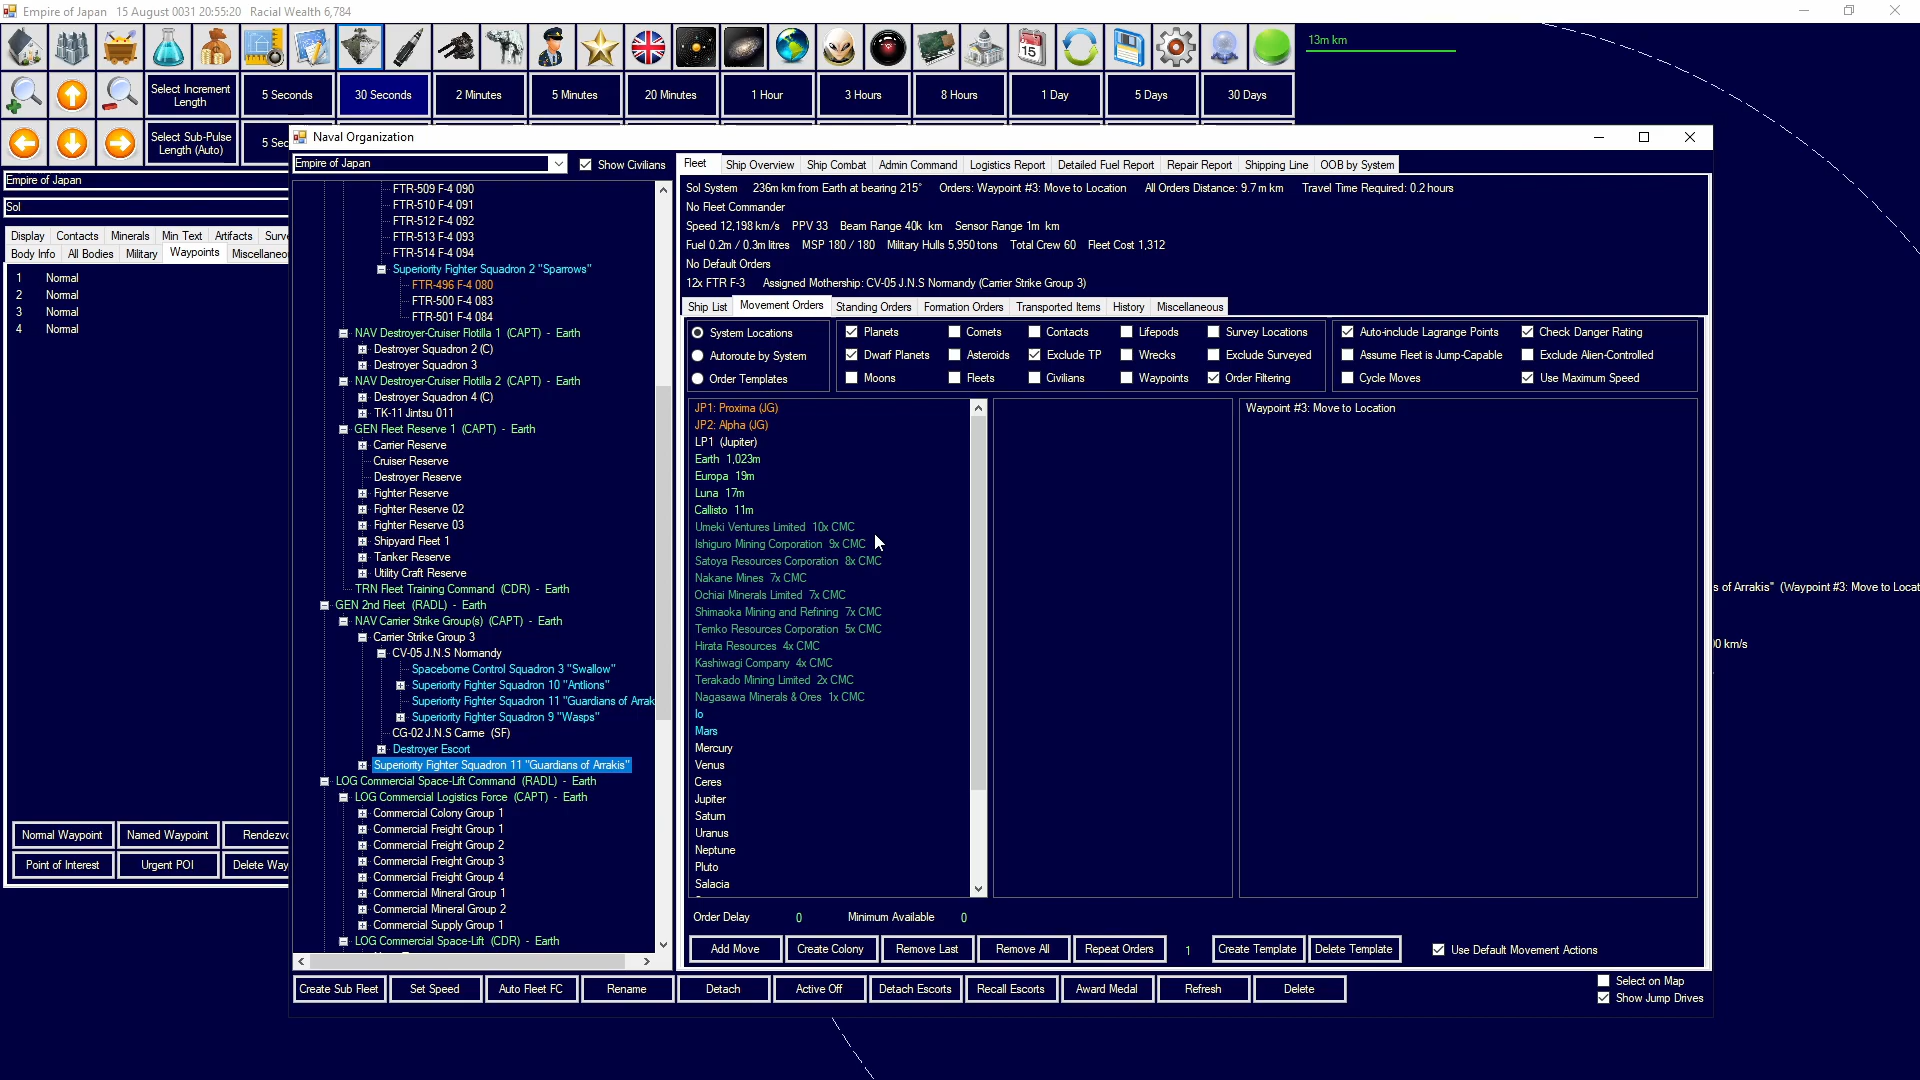 Empire of Japan   15 August 0031 20:55:20   Racial Wealth 6,784
13m km
Select Increment Length
5 Seconds
30 Seconds
2 Minutes
5 Minutes
20 Minutes
1 Hour
3 Hours
8 Hours
1 Day
5 Days
30 Days
Select Sub-Pulse Length (Auto)
5 Sec
Empire of Japan
Sol
Display Contacts Minerals Min Text Artifacts Surve
Body Info All Bodies Military Waypoints Miscellaneo
1 Normal
2 Normal
3 Normal
4 Normal
Normal Waypoint Named Waypoint Rendezvo
Point of Interest Urgent POI Delete Way
Naval Organization
Empire of Japan Show Civilians
FTR-509 F-4 090
FTR-510 F-4 091
FTR-512 F-4 092
FTR-513 F-4 093
FTR-514 F-4 094
Superiority Fighter Squadron 2 "Sparrows"
FTR-496 F-4 080
FTR-500 F-4 083
FTR-501 F-4 084
NAV Destroyer-Cruiser Flotilla 1 (CAPT) - Earth
Destroyer Squadron 2 (C)
Destroyer Squadron 3
NAV Destroyer-Cruiser Flotilla 2 (CAPT) - Earth
Destroyer Squadron 4 (C)
TK-11 Jintsu 011
GEN Fleet Reserve 1 (CAPT) - Earth
Carrier Reserve
Cruiser Reserve
Destroyer Reserve
Fighter Reserve
Fighter Reserve 02
Fighter Reserve 03
Shipyard Fleet 1
Tanker Reserve
Utility Craft Reserve
TRN Fleet Training Command (CDR) - Earth
GEN 2nd Fleet (RADL) - Earth
NAV Carrier Strike Group(s) (CAPT) - Earth
Carrier Strike Group 3
CV-05 J.N.S Normandy
Spaceborne Control Squadron 3 "Swallow"
Superiority Fighter Squadron 10 "Antlions"
Superiority Fighter Squadron 11 "Guardians of Arrak
Superiority Fighter Squadron 9 "Wasps"
CG-02 J.N.S Carme (SF)
Destroyer Escort
Superiority Fighter Squadron 11 "Guardians of Arrakis"
LOG Commercial Space-Lift Command (RADL) - Earth
LOG Commercial Logistics Force (CAPT) - Earth
Commercial Colony Group 1
Commercial Freight Group 1
Commercial Freight Group 2
Commercial Freight Group 3
Commercial Freight Group 4
Commercial Mineral Group 1
Commercial Mineral Group 2
Commercial Supply Group 1
LOG Commercial Space-Lift (CDR) - Earth
Fleet Ship Overview Ship Combat Admin Command Logistics Report Detailed Fuel Report Repair Report Shipping Line OOB by System
Sol System 236m km from Earth at bearing 215° Orders: Waypoint #3: Move to Location All Orders Distance: 9.7m km Travel Time Required: 0.2 hours
No Fleet Commander
Speed 12,198 km/s PPV 33 Beam Range 40k km Sensor Range 1m km
Fuel 0.2m / 0.3m litres MSP 180 / 180 Military Hulls 5,950 tons Total Crew 60 Fleet Cost 1,312
No Default Orders
12x FTR F-3 Assigned Mothership: CV-05 J.N.S Normandy (Carrier Strike Group 3)
Ship List Movement Orders Standing Orders Formation Orders Transported Items History Miscellaneous
System Locations Planets Comets Contacts Lifepods Survey Locations Auto-include Lagrange Points Check Danger Rating
Autoroute by System Dwarf Planets Asteroids Exclude TP Wrecks Exclude Surveyed Assume Fleet is Jump-Capable Exclude Alien-Controlled
Order Templates Moons Fleets Civilians Waypoints Order Filtering Cycle Moves Use Maximum Speed
JP1: Proxima (JG)
JP2: Alpha (JG)
LP1 (Jupiter)
Earth 1,023m
Europa 19m
Luna 17m
Callisto 11m
Umeki Ventures Limited 10x CMC
Ishiguro Mining Corporation 9x CMC
Satoya Resources Corporation 8x CMC
Nakane Mines 7x CMC
Ochiai Minerals Limited 7x CMC
Shimaoka Mining and Refining 7x CMC
Temko Resources Corporation 5x CMC
Hirata Resources 4x CMC
Kashiwagi Company 4x CMC
Terakado Mining Limited 2x CMC
Nagasawa Minerals & Ores 1x CMC
Io
Mars
Mercury
Venus
Ceres
Jupiter
Saturn
Uranus
Neptune
Pluto
Salacia
Waypoint #3: Move to Location
Order Delay 0 Minimum Available 0
Add Move Create Colony Remove Last Remove All Repeat Orders 1 Create Template Delete Template Use Default Movement Actions
Create Sub Fleet Set Speed Auto Fleet FC Rename Detach Active Off Detach Escorts Recall Escorts Award Medal Refresh Delete
Select on Map
Show Jump Drives
s of Arrakis" (Waypoint #3: Move to Locat
0 km/s